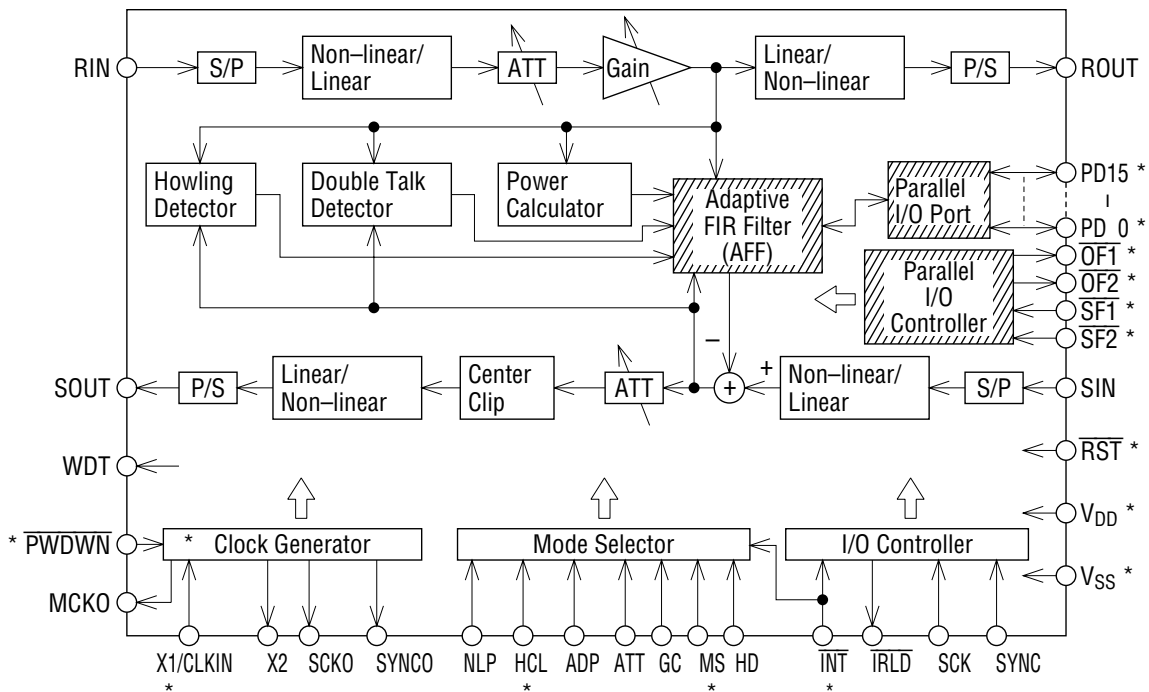 RIN
S/P
Non–linear/
Linear
ATT
Gain
Linear/
Non–linear
P/S
ROUT
Howling
Detector
Double Talk
Detector
Power
Calculator
Adaptive
FIR Filter
(AFF)
Parallel
I/O Port
PD15 *
PD 0 *
Parallel
I/O
Controller
OF1 *
OF2 *
SF1 *
SF2 *
–
+
+
SOUT
P/S
Linear/
Non–linear
Center
Clip
ATT
Non–linear/
Linear
S/P
SIN
WDT
RST *
VDD *
VSS *
* PWDWN
* Clock Generator
Mode Selector
I/O Controller
MCKO
X1/CLKIN
*
X2
SCKO
SYNCO
NLP
HCL
*
ADP
ATT
GC
MS
*
HD
INT
*
IRLD
SCK
SYNC